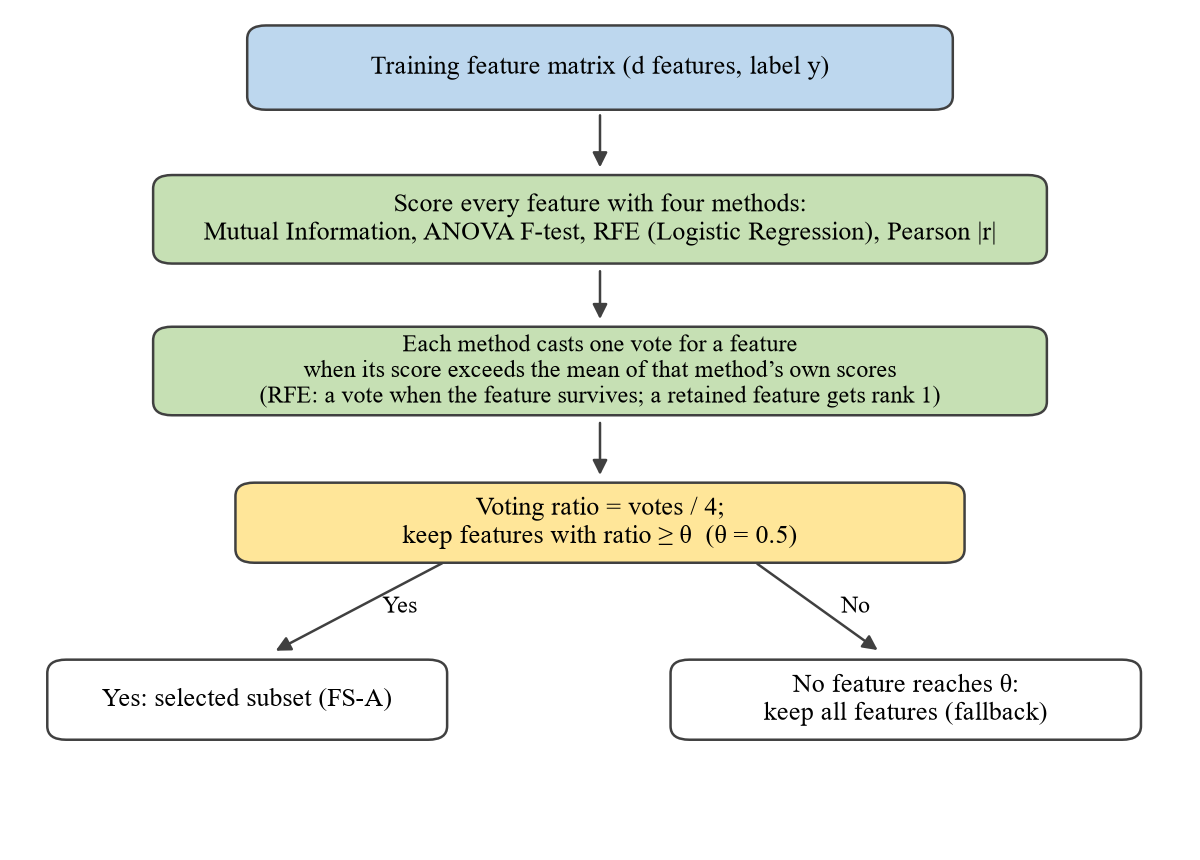 Training feature matrix (d features, label y)
Score every feature with four methods:
Mutual Information, ANOVA F-test, RFE (Logistic Regression), Pearson |r|
Each method casts one vote for a feature
when its score exceeds the mean of that method’s own scores
(RFE: a vote when the feature survives; a retained feature gets rank 1)
Voting ratio = votes / 4;
keep features with ratio ≥ θ (θ = 0.5)
Yes
No
Yes: selected subset (FS-A)
No feature reaches θ:
keep all features (fallback)